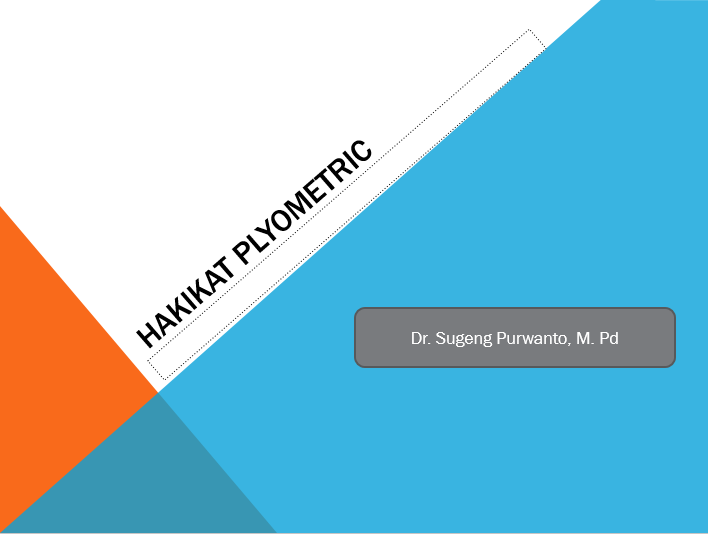 HAKIKAT PLYOMETRIC
Dr. Sugeng Purwanto, M. Pd